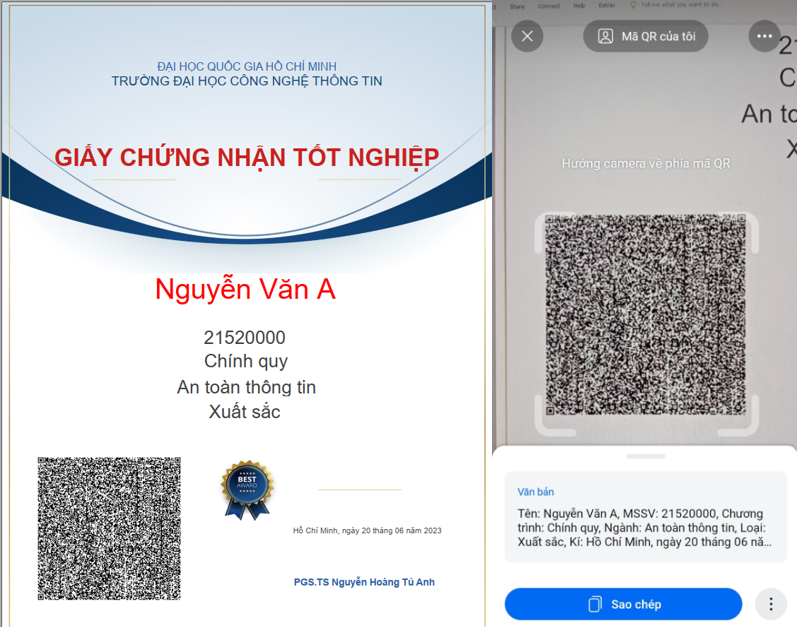 ĐẠI HỌC QUỐC GIA HỒ CHÍ MINH
TRƯỜNG ĐẠI HỌC CÔNG NGHỆ THÔNG TIN
GIẤY CHỨNG NHẬN TỐT NGHIỆP
Nguyễn Văn A
21520000
Chính quy
An toàn thông tin
Xuất sắc
BEST
AWARD
Hồ Chí Minh, ngày 20 tháng 06 năm 2023
PGS.TS Nguyễn Hoàng Tú Anh
Share Connect Help Extras Tell me what you want to do...
Mã QR của tôi
21
C
An to
X
Hướng camera về phía mã QR
Văn bản
Tên: Nguyễn Văn A, MSSV: 21520000, Chương
trình: Chính quy, Ngành: An toàn thông tin, Loại:
Xuất sắc, Kí: Hồ Chí Minh, ngày 20 tháng 06 nă...
Sao chép